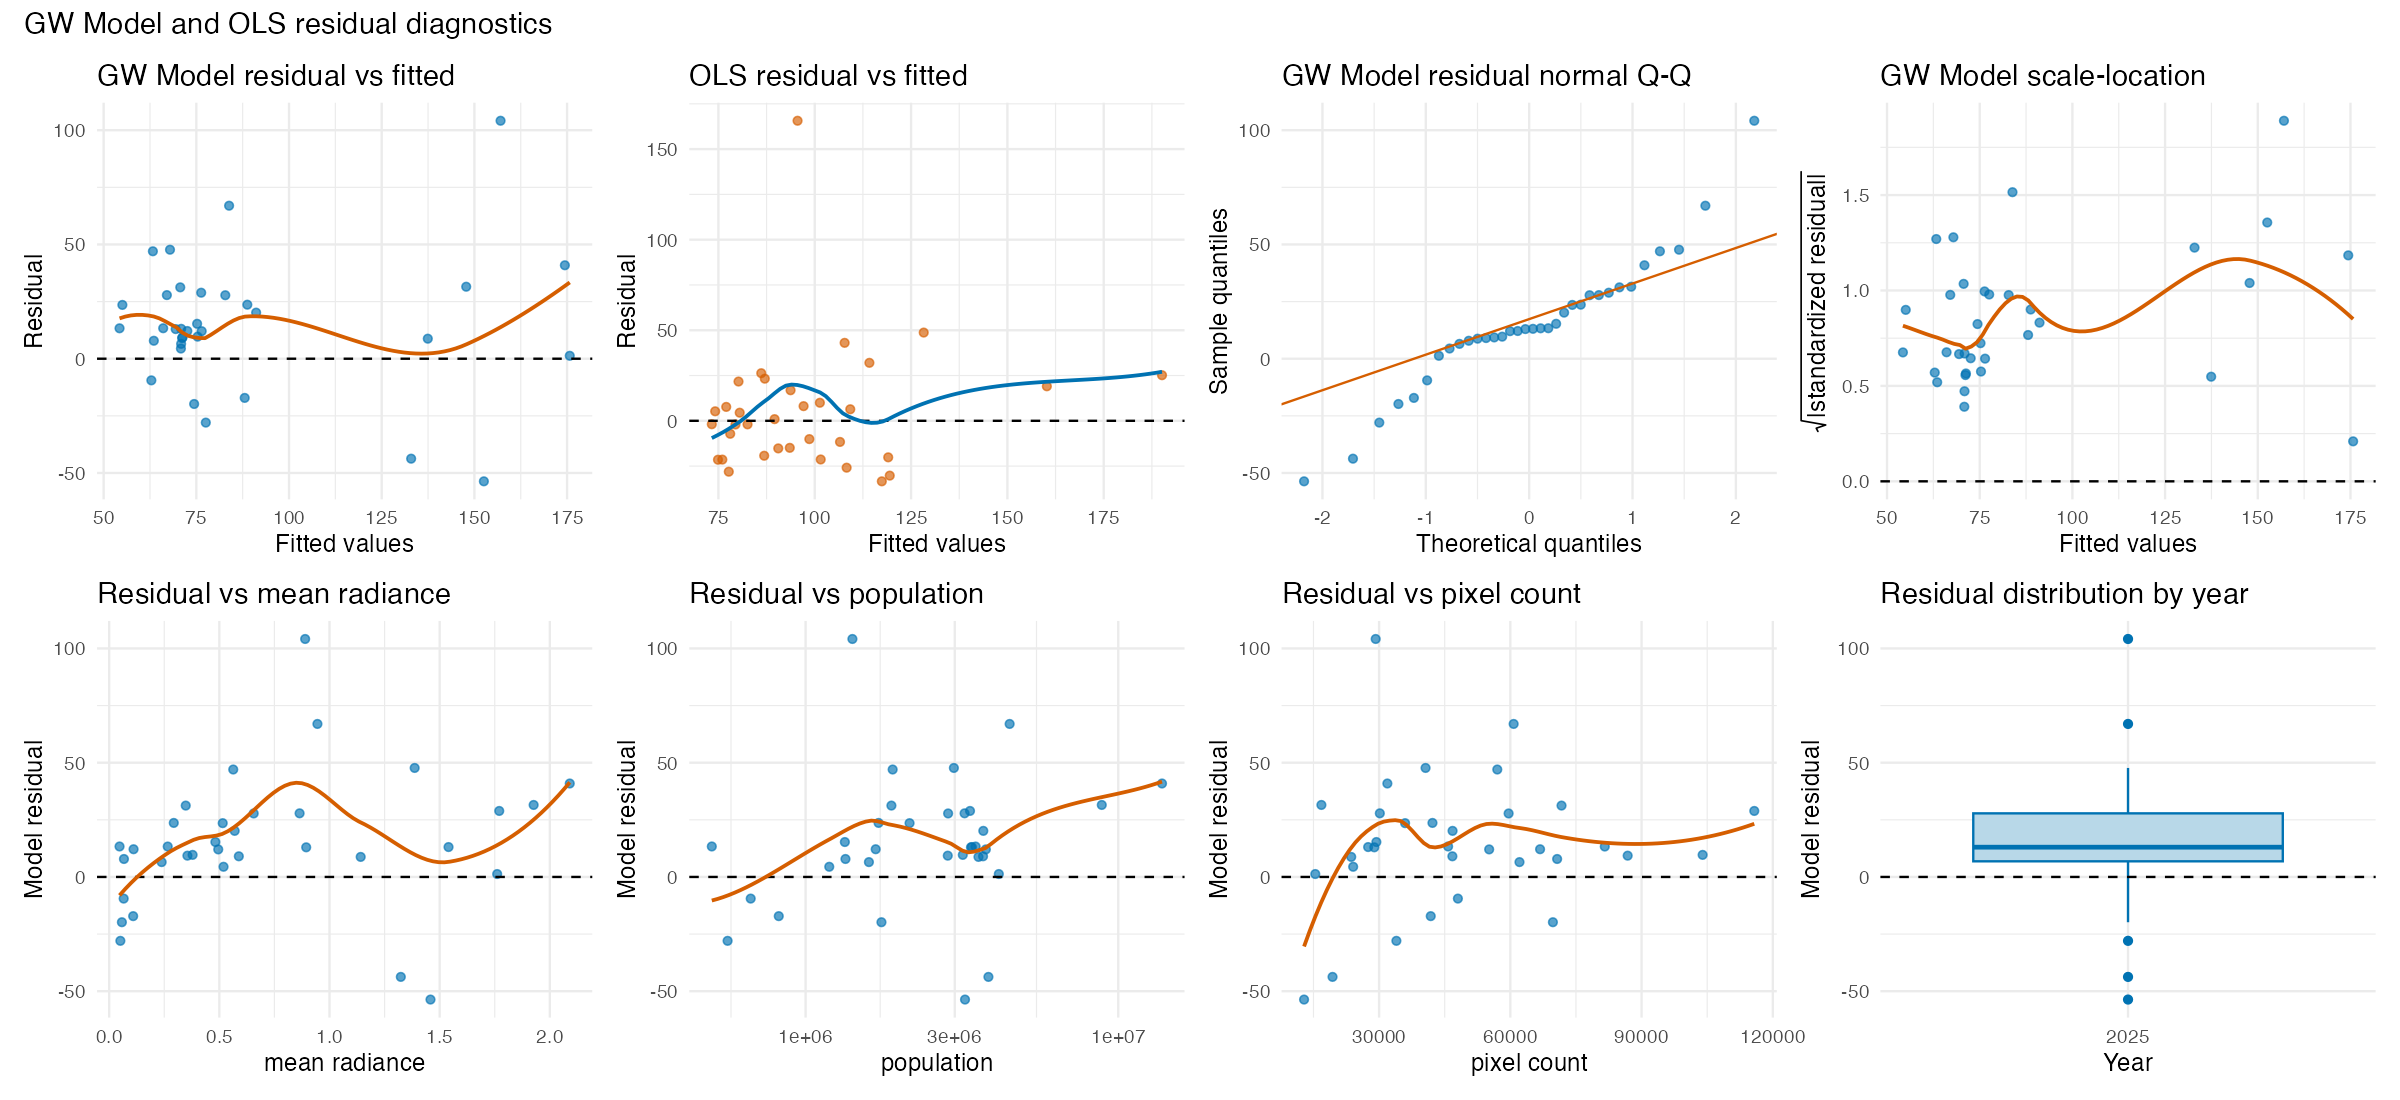 GW Model and OLS residual diagnostics
GW Model residual vs fitted
100
50
0
-50
Residual
50 75 100 125 150 175
Fitted values
OLS residual vs fitted
150
100
50
0
Residual
75 100 125 150 175
Fitted values
GW Model residual normal Q-Q
100
50
0
-50
Sample quantiles
-2 -1 0 1 2
Theoretical quantiles
GW Model scale-location
1.5
1.0
0.5
0.0
√|standardized residual|
50 75 100 125 150 175
Fitted values
Residual vs mean radiance
100
50
0
-50
Model residual
0.0 0.5 1.0 1.5 2.0
mean radiance
Residual vs population
100
50
0
-50
Model residual
1e+06 3e+06 1e+07
population
Residual vs pixel count
100
50
0
-50
Model residual
30000 60000 90000 120000
pixel count
Residual distribution by year
100
50
0
-50
Model residual
2025
Year